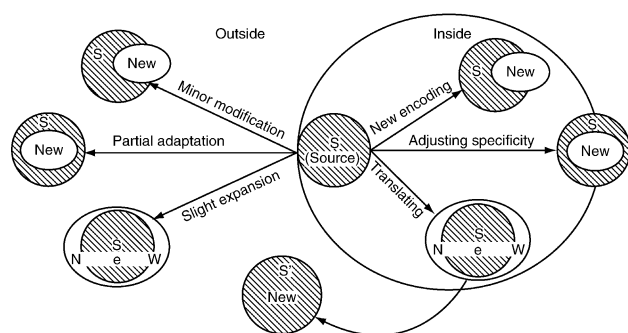 Outside
Inside
S
New
Minor modification
New encoding
S
New
S
New
Partial adaptation
S
(Source)
Adjusting specificity
S
New
Slight expansion
Translating
S
N e W
S
N e W
S'
New